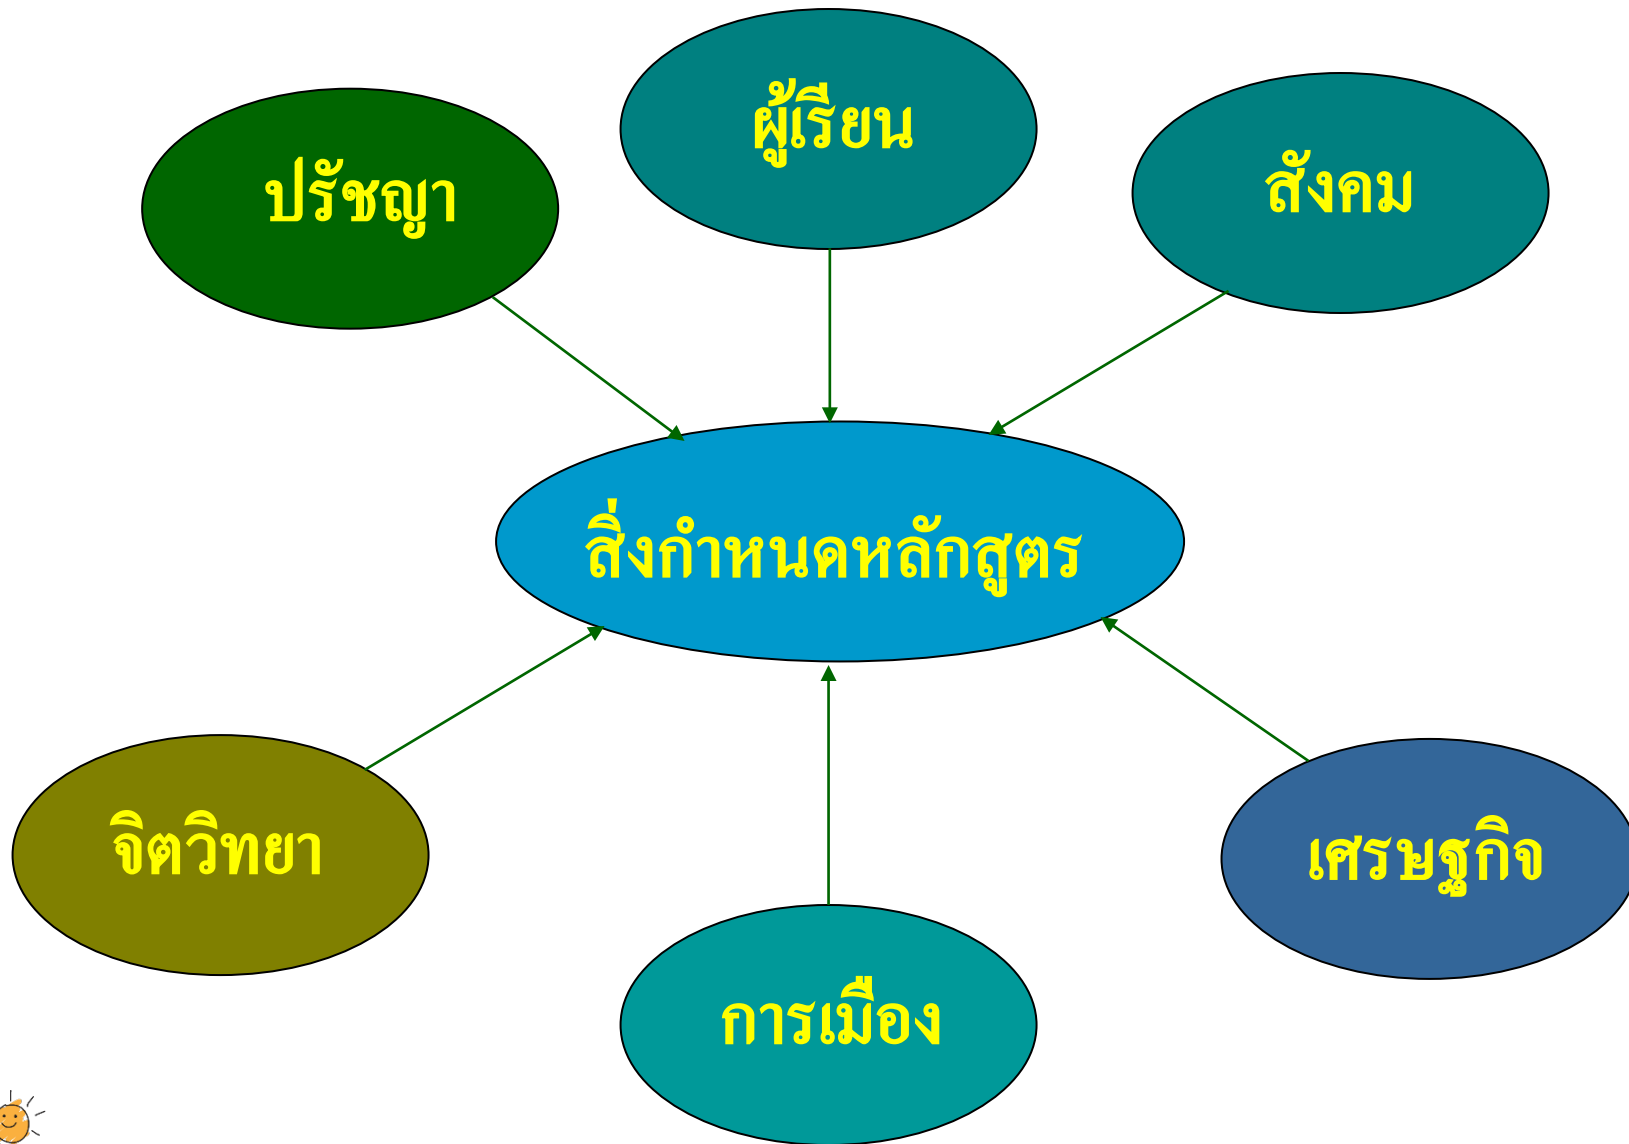 ผู้เรียน
ปรัชญา
สังคม
สิ่งกำหนดหลักสูตร
จิตวิทยา
เศรษฐกิจ
การเมือง